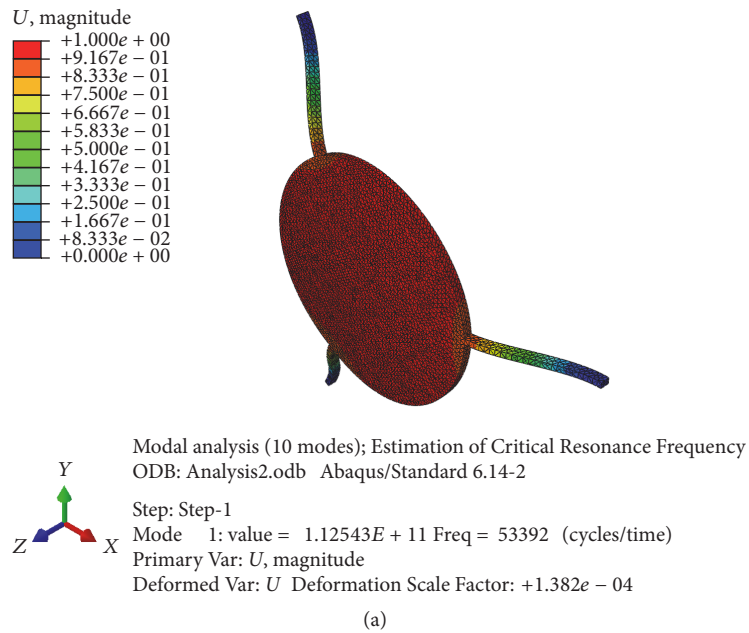 U, magnitude
+1.000e + 00
+9.167e − 01
+8.333e − 01
+7.500e − 01
+6.667e − 01
+5.833e − 01
+5.000e − 01
+4.167e − 01
+3.333e − 01
+2.500e − 01
+1.667e − 01
+8.333e − 02
+0.000e + 00
Modal analysis (10 modes); Estimation of Critical Resonance Frequency
ODB: Analysis2.odb Abaqus/Standard 6.14-2
Y
Z
X
Step: Step-1
Mode 1: value = 1.12543E + 11 Freq = 53392 (cycles/time)
Primary Var: U, magnitude
Deformed Var: U Deformation Scale Factor: +1.382e − 04
(a)